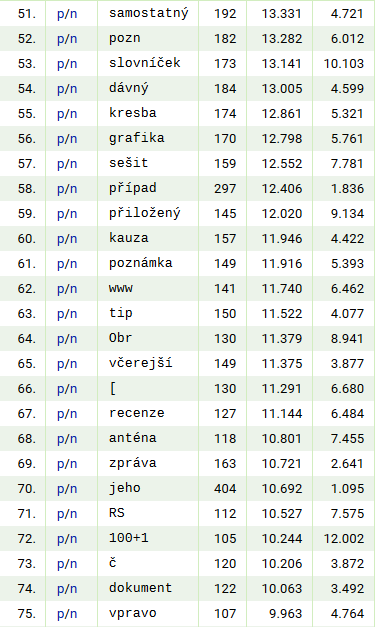 51. p/n samostatný 192 13.331 4.721
52. p/n pozn 182 13.282 6.012
53. p/n slovníček 173 13.141 10.103
54. p/n dávný 184 13.005 4.599
55. p/n kresba 174 12.861 5.321
56. p/n grafika 170 12.798 5.761
57. p/n sešit 159 12.552 7.781
58. p/n případ 297 12.406 1.836
59. p/n přiložený 145 12.020 9.134
60. p/n kauza 157 11.946 4.422
61. p/n poznámka 149 11.916 5.393
62. p/n www 141 11.740 6.462
63. p/n tip 150 11.522 4.077
64. p/n Obr 130 11.379 8.941
65. p/n včerejší 149 11.375 3.877
66. p/n [ 130 11.291 6.680
67. p/n recenze 127 11.144 6.484
68. p/n anténa 118 10.801 7.455
69. p/n zpráva 163 10.721 2.641
70. p/n jeho 404 10.692 1.095
71. p/n RS 112 10.527 7.575
72. p/n 100+1 105 10.244 12.002
73. p/n č 120 10.206 3.872
74. p/n dokument 122 10.063 3.492
75. p/n vpravo 107 9.963 4.764